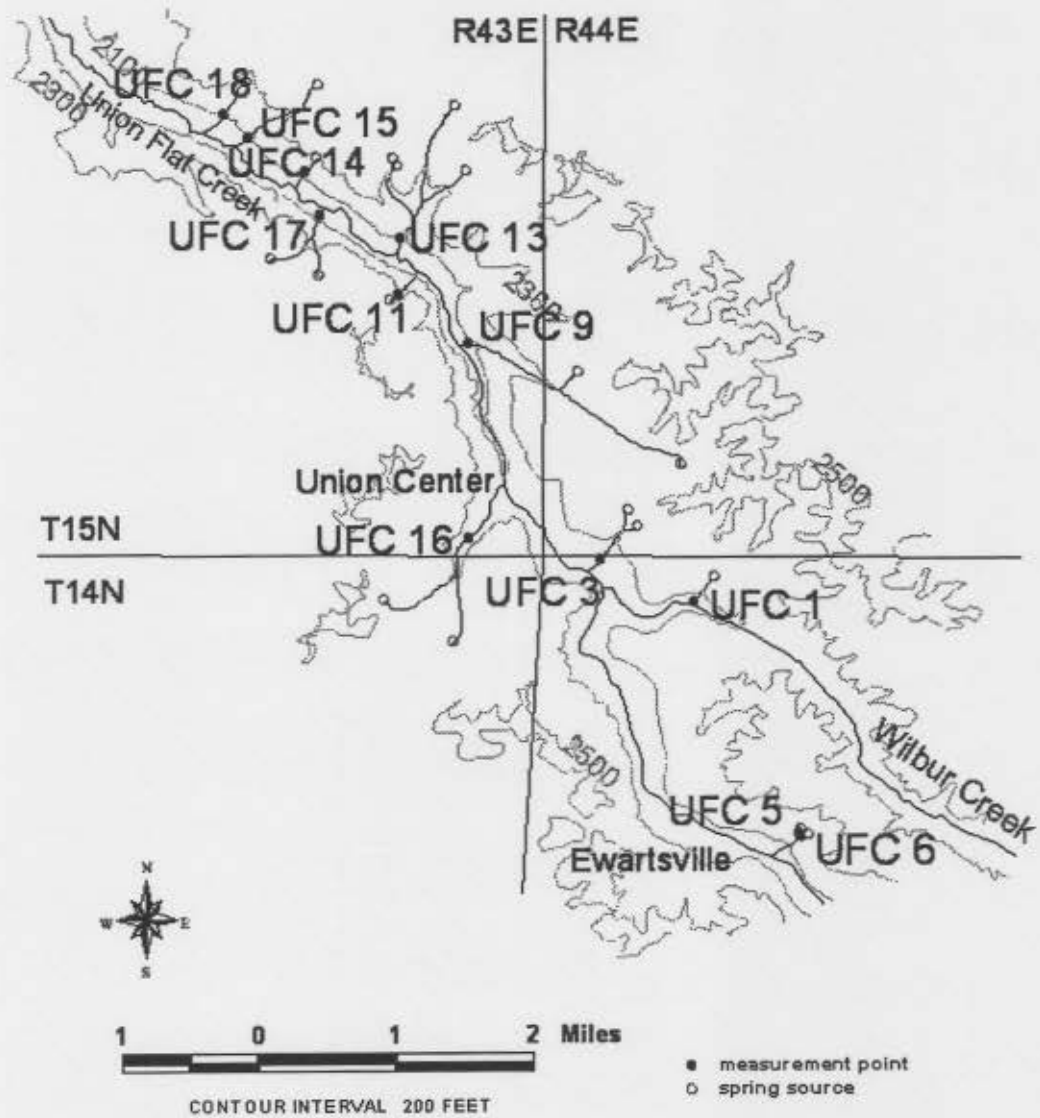 R43E R44E
2100
UFC 18
2300
Union Flat Creek
UFC 15
UFC 14
UFC 17
UFC 13
2300
UFC 11
UFC 9
Union Center
2500
T15N
UFC 16
T14N
UFC 3
UFC 1
2500
Wilbur Creek
UFC 5
UFC 6
Ewartsville
N
W E
S
1 0 1 2 Miles
measurement point
spring source
CONTOUR INTERVAL 200 FEET